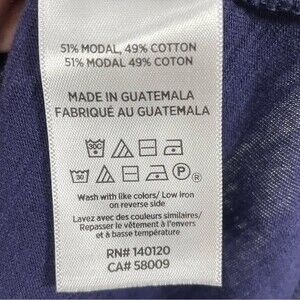 51% MODAL, 49% COTTON
51% MODAL 49% COTON
MADE IN GUATEMALA
FABRIQUÉ AU GUATEMALA
30C
30 P ®
Wash with like colors/ Low iron
on reverse side
Lavez avec des couleurs similaires/
Repasser le vêtement à l'envers
et à basse température
RN# 140120
CA# 58009